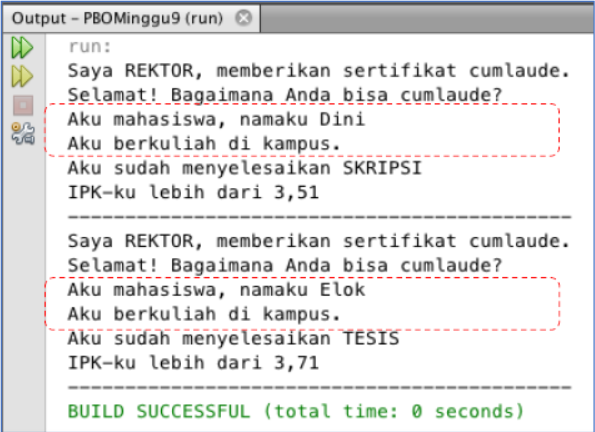 Output – PBOMinggu9 (run)
run:
Saya REKTOR, memberikan sertifikat cumlaude.
Selamat! Bagaimana Anda bisa cumlaude?
Aku mahasiswa, namaku Dini
Aku berkuliah di kampus.
Aku sudah menyelesaikan SKRIPSI
IPK-ku lebih dari 3,51
--------------------------------------------
Saya REKTOR, memberikan sertifikat cumlaude.
Selamat! Bagaimana Anda bisa cumlaude?
Aku mahasiswa, namaku Elok
Aku berkuliah di kampus.
Aku sudah menyelesaikan TESIS
IPK-ku lebih dari 3,71
--------------------------------------------
BUILD SUCCESSFUL (total time: 0 seconds)